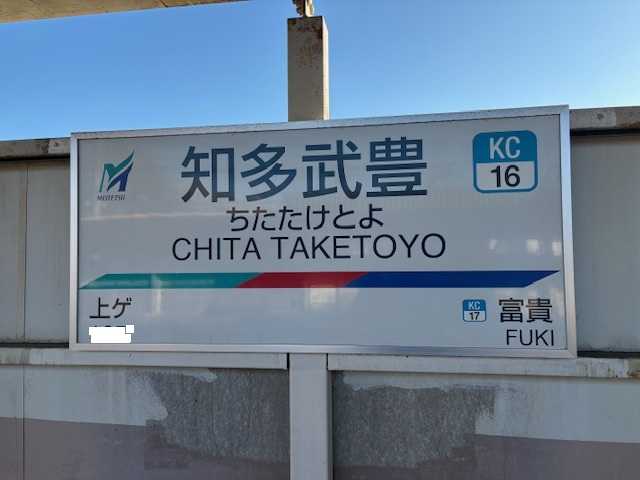 MEITETSU
知多武豊
ちたたけとよ
CHITA TAKETOYO
KC
16
上ゲ
KC
17
富貴
FUKI